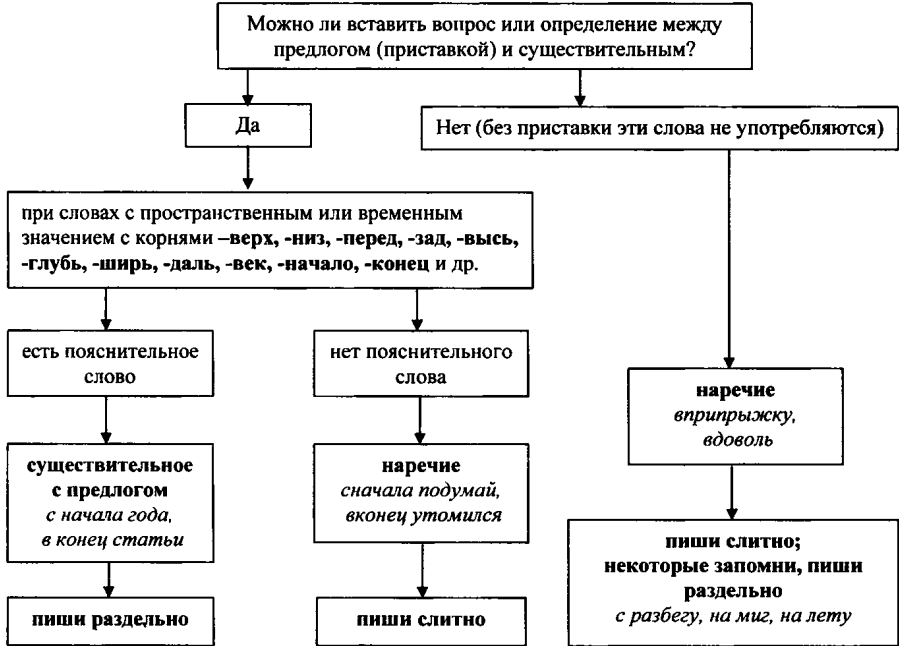 Можно ли вставить вопрос или определение между
предлогом (приставкой) и существительным?
Да
Нет (без приставки эти слова не употребляются)
при словах с пространственным или временным
значением с корнями –верх, -низ, -перед, -зад, -высь,
-глубь, -ширь, -даль, -век, -начало, -конец и др.
есть пояснительное
слово
нет пояснительного
слова
наречие
вприпрыжку,
вдоволь
существительное
с предлогом
с начала года,
в конец статьи
наречие
сначала подумай,
вконец утомился
пиши слитно;
некоторые запомни, пиши
раздельно
с разбегу, на миг, на лету
пиши раздельно
пиши слитно